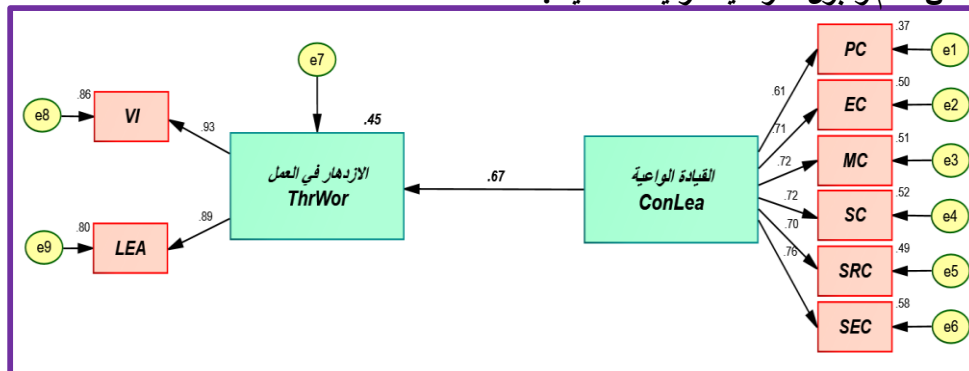 e7
.37
PC
e1
.86
.61
.50
e8
VI
.45
EC
e2
.93
.71
.51
الازدهار في العمل
ThrWor
.67
القيادة الواعية
ConLea
.72
MC
e3
.52
.72
SC
e4
.89
.70
.80
.49
e9
LEA
.76
SRC
e5
.58
SEC
e6